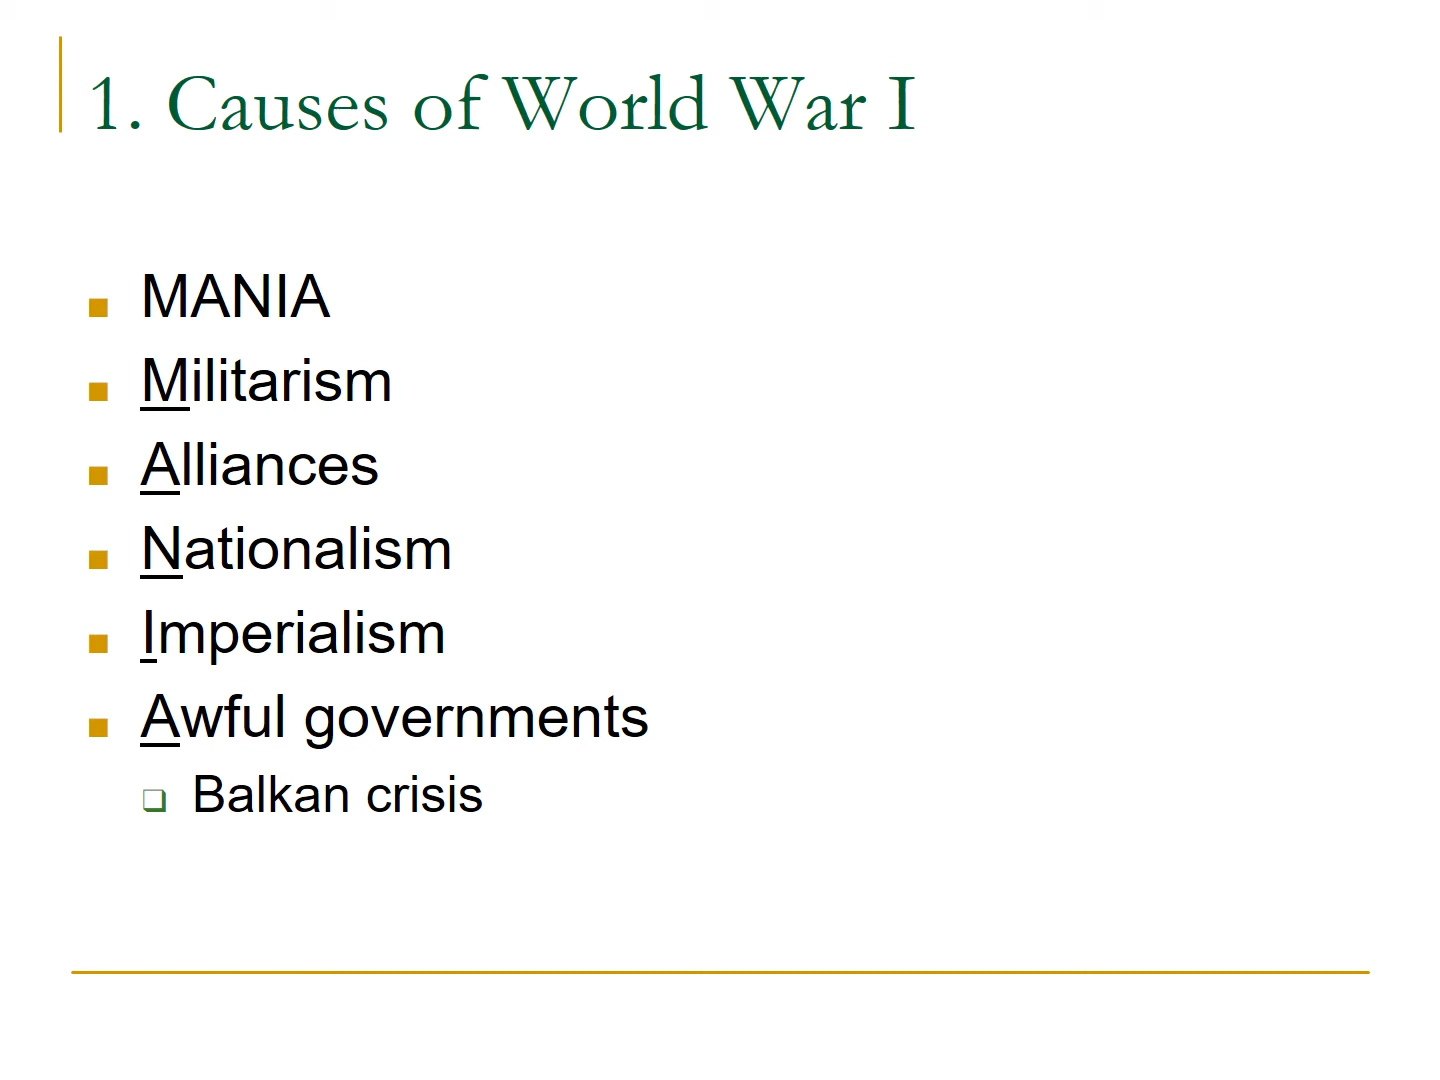 1. Causes of World War I
MANIA
Militarism
Alliances
Nationalism
Imperialism
Awful governments
Balkan crisis